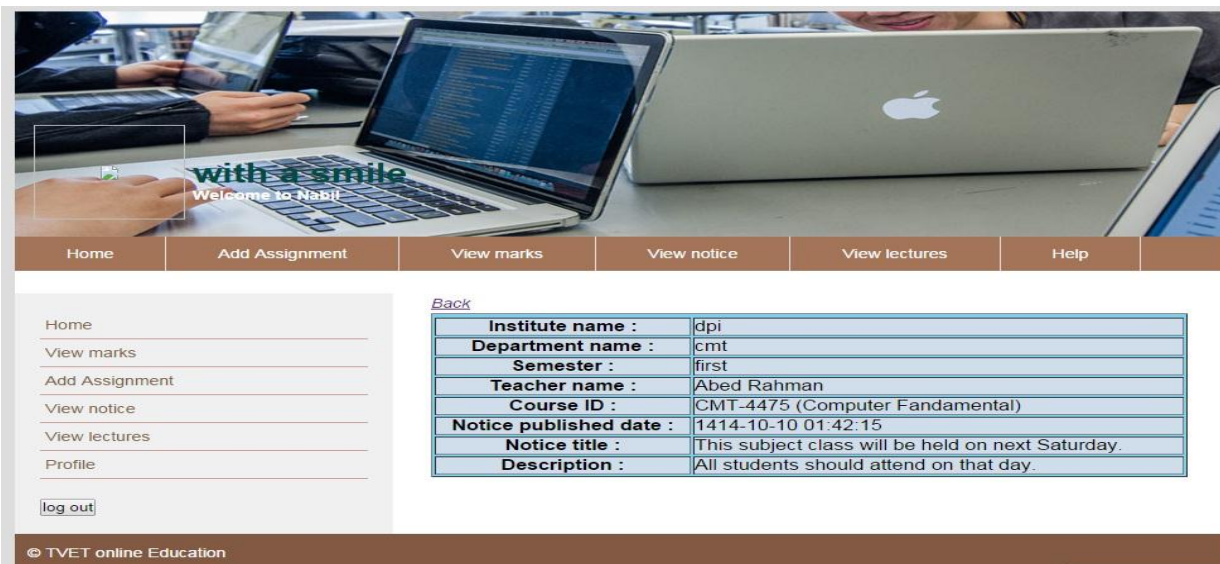 with a smile
Welcome to Nabil
Home Add Assignment View marks View notice View lectures Help
Back
Home
View marks
Add Assignment
View notice
View lectures
Profile
log out
Institute name : dpi
Department name : cmt
Semester : first
Teacher name : Abed Rahman
Course ID : CMT-4475 (Computer Fandamental)
Notice published date : 1414-10-10 01:42:15
Notice title : This subject class will be held on next Saturday.
Description : All students should attend on that day.
© TVET online Education